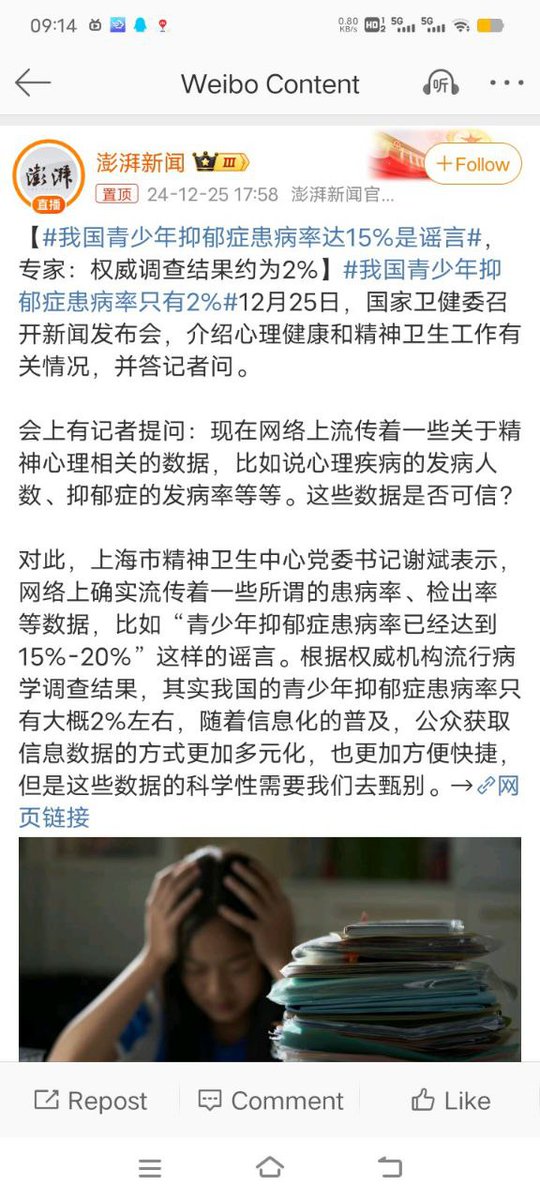 09:14
0.80 KB/s HD 1 2 5G 5G
Weibo Content
听
澎湃
直播
澎湃新闻 III
+Follow
置顶 24-12-25 17:58 澎湃新闻官...
【#我国青少年抑郁症患病率达15%是谣言#，
专家：权威调查结果约为2%】#我国青少年抑
郁症患病率只有2%#12月25日，国家卫健委召
开新闻发布会，介绍心理健康和精神卫生工作有
关情况，并答记者问。
会上有记者提问：现在网络上流传着一些关于精
神心理相关的数据，比如说心理疾病的发病人
数、抑郁症的发病率等等。这些数据是否可信？
对此，上海市精神卫生中心党委书记谢斌表示，
网络上确实流传着一些所谓的患病率、检出率
等数据，比如“青少年抑郁症患病率已经达到
15%-20%”这样的谣言。根据权威机构流行病
学调查结果，其实我国的青少年抑郁症患病率只
有大概2%左右，随着信息化的普及，公众获取
信息数据的方式更加多元化，也更加方便快捷，
但是这些数据的科学性需要我们去甄别。→网
页链接
Repost
Comment
Like